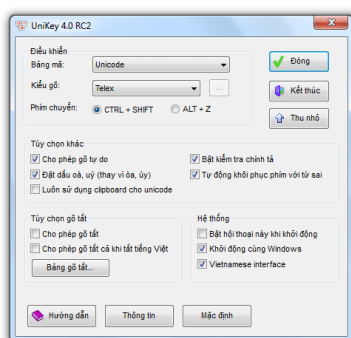 UniKey 4.0 RC2
Điều khiển
Bảng mã: Unicode
Đóng
Kiểu gõ: Telex ...
Kết thúc
Phím chuyển: CTRL + SHIFT ALT + Z
Thu nhỏ
Tùy chọn khác
Cho phép gõ tự do
Bật kiểm tra chính tả
Đặt dấu oà, uý (thay vì òa, úy)
Tự động khôi phục phím với từ sai
Luôn sử dụng clipboard cho unicode
Tùy chọn gõ tắt
Cho phép gõ tắt
Cho phép gõ tắt cả khi tắt tiếng Việt
Bảng gõ tắt...
Hệ thống
Bật hội thoại này khi khởi động
Khởi động cùng Windows
Vietnamese interface
Hướng dẫn
Thông tin
Mặc định